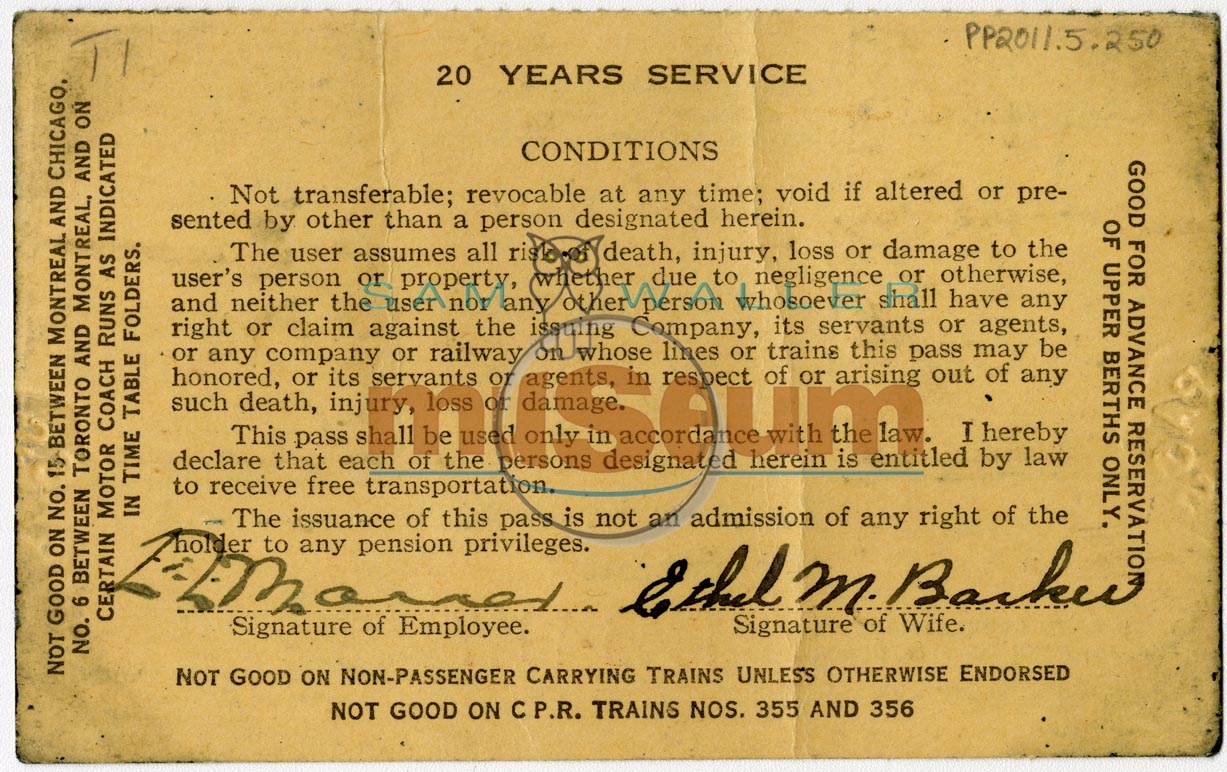 T1
PP2011.5.250
20 YEARS SERVICE
CONDITIONS
Not transferable; revocable at any time; void if altered or pre-
sented by other than a person designated herein.
The user assumes all risk of death, injury, loss or damage to the
user's person or property, whether due to negligence or otherwise,
and neither the user nor any other person whosoever shall have any
right or claim against the issuing Company, its servants or agents,
or any company or railway on whose lines or trains this pass may be
honored, or its servants or agents, in respect of or arising out of any
such death, injury, loss or damage.
This pass shall be used only in accordance with the law. I hereby
declare that each of the persons designated herein is entitled by law
to receive free transportation.
The issuance of this pass is not an admission of any right of the
holder to any pension privileges.
Ethel M. Barker
Signature of Employee. Signature of Wife.
NOT GOOD ON NON-PASSENGER CARRYING TRAINS UNLESS OTHERWISE ENDORSED
NOT GOOD ON C P.R. TRAINS NOS. 355 AND 356
NOT GOOD ON NO. 15 BETWEEN MONTREAL AND CHICAGO,
NO. 6 BETWEEN TORONTO AND MONTREAL, AND ON
CERTAIN MOTOR COACH RUNS AS INDICATED
IN TIME TABLE FOLDERS.
GOOD FOR ADVANCE RESERVATION
OF UPPER BERTHS ONLY.
SAM WALLER
museum